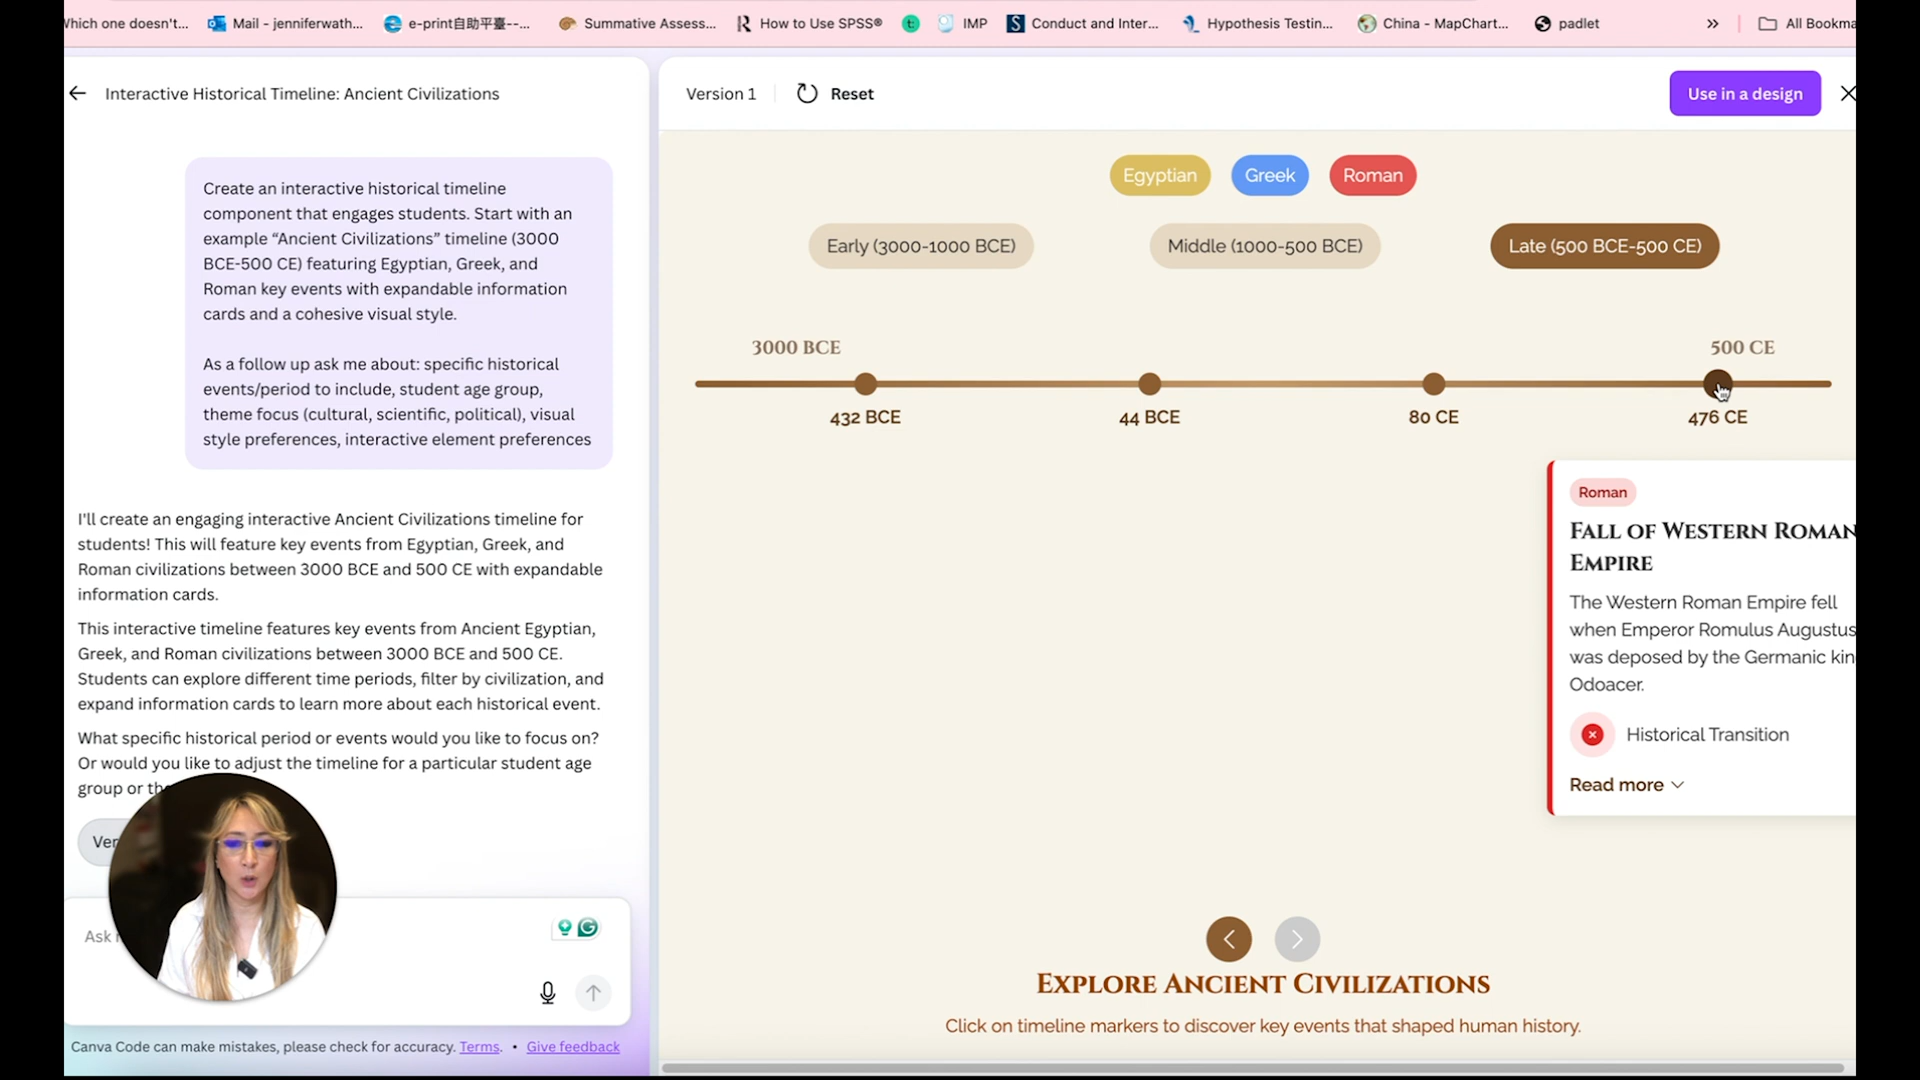 Which one doesn't...
Mail - jenniferwath...
e-print自助平臺--...
Summative Assess...
How to Use SPSS®
IMP
Conduct and Inter...
Hypothesis Testin...
China - MapChart...
padlet
»
All Bookma
Interactive Historical Timeline: Ancient Civilizations
Version 1
Reset
Use in a design
Create an interactive historical timeline
component that engages students. Start with an
example “Ancient Civilizations” timeline (3000
BCE-500 CE) featuring Egyptian, Greek, and
Roman key events with expandable information
cards and a cohesive visual style.
As a follow up ask me about: specific historical
events/period to include, student age group,
theme focus (cultural, scientific, political), visual
style preferences, interactive element preferences
I'll create an engaging interactive Ancient Civilizations timeline for
students! This will feature key events from Egyptian, Greek, and
Roman civilizations between 3000 BCE and 500 CE with expandable
information cards.
This interactive timeline features key events from Ancient Egyptian,
Greek, and Roman civilizations between 3000 BCE and 500 CE.
Students can explore different time periods, filter by civilization, and
expand information cards to learn more about each historical event.
What specific historical period or events would you like to focus on?
Or would you like to adjust the timeline for a particular student age
group or th
Ver
Ask
Canva Code can make mistakes, please check for accuracy. Terms. • Give feedback
Egyptian
Greek
Roman
Early (3000-1000 BCE)
Middle (1000-500 BCE)
Late (500 BCE-500 CE)
3000 BCE
500 CE
432 BCE
44 BCE
80 CE
476 CE
Roman
FALL OF WESTERN ROMAN
EMPIRE
The Western Roman Empire fell
when Emperor Romulus Augustus
was deposed by the Germanic kin
Odoacer.
Historical Transition
Read more
EXPLORE ANCIENT CIVILIZATIONS
Click on timeline markers to discover key events that shaped human history.